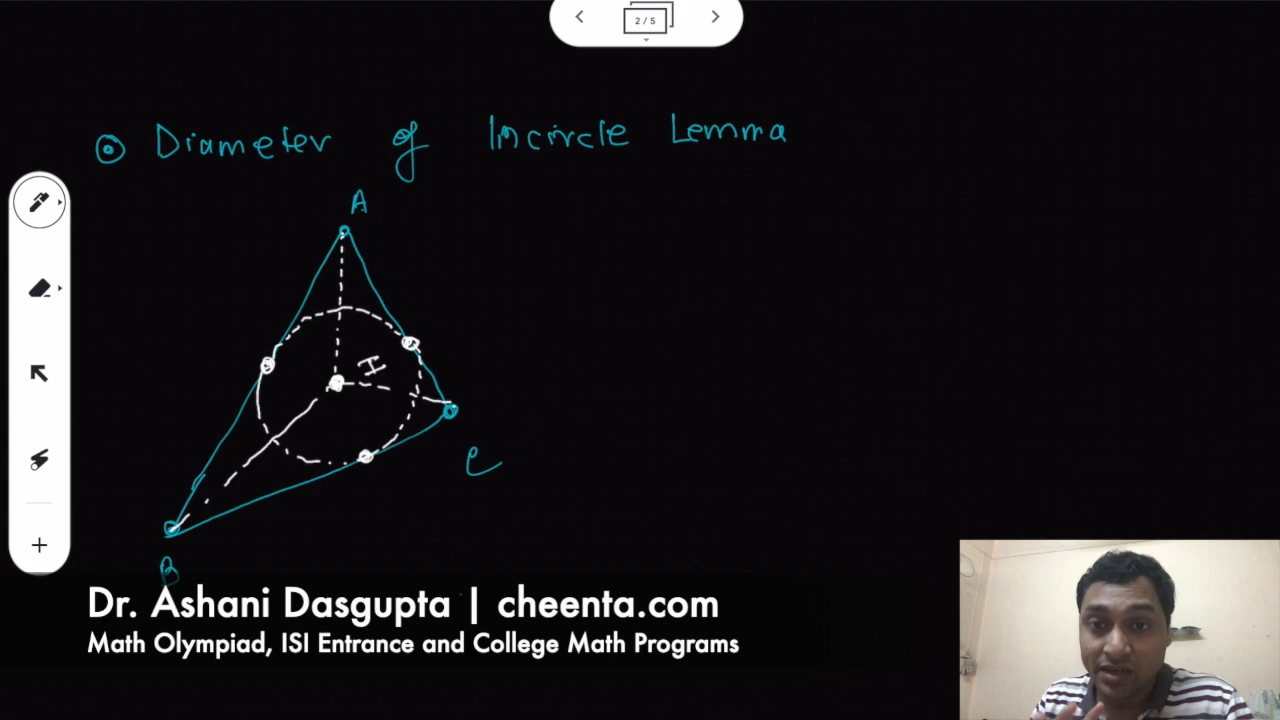 2 / 5
Diameter of Incircle Lemma
A
I
C
B
Dr. Ashani Dasgupta | cheenta.com
Math Olympiad, ISI Entrance and College Math Programs